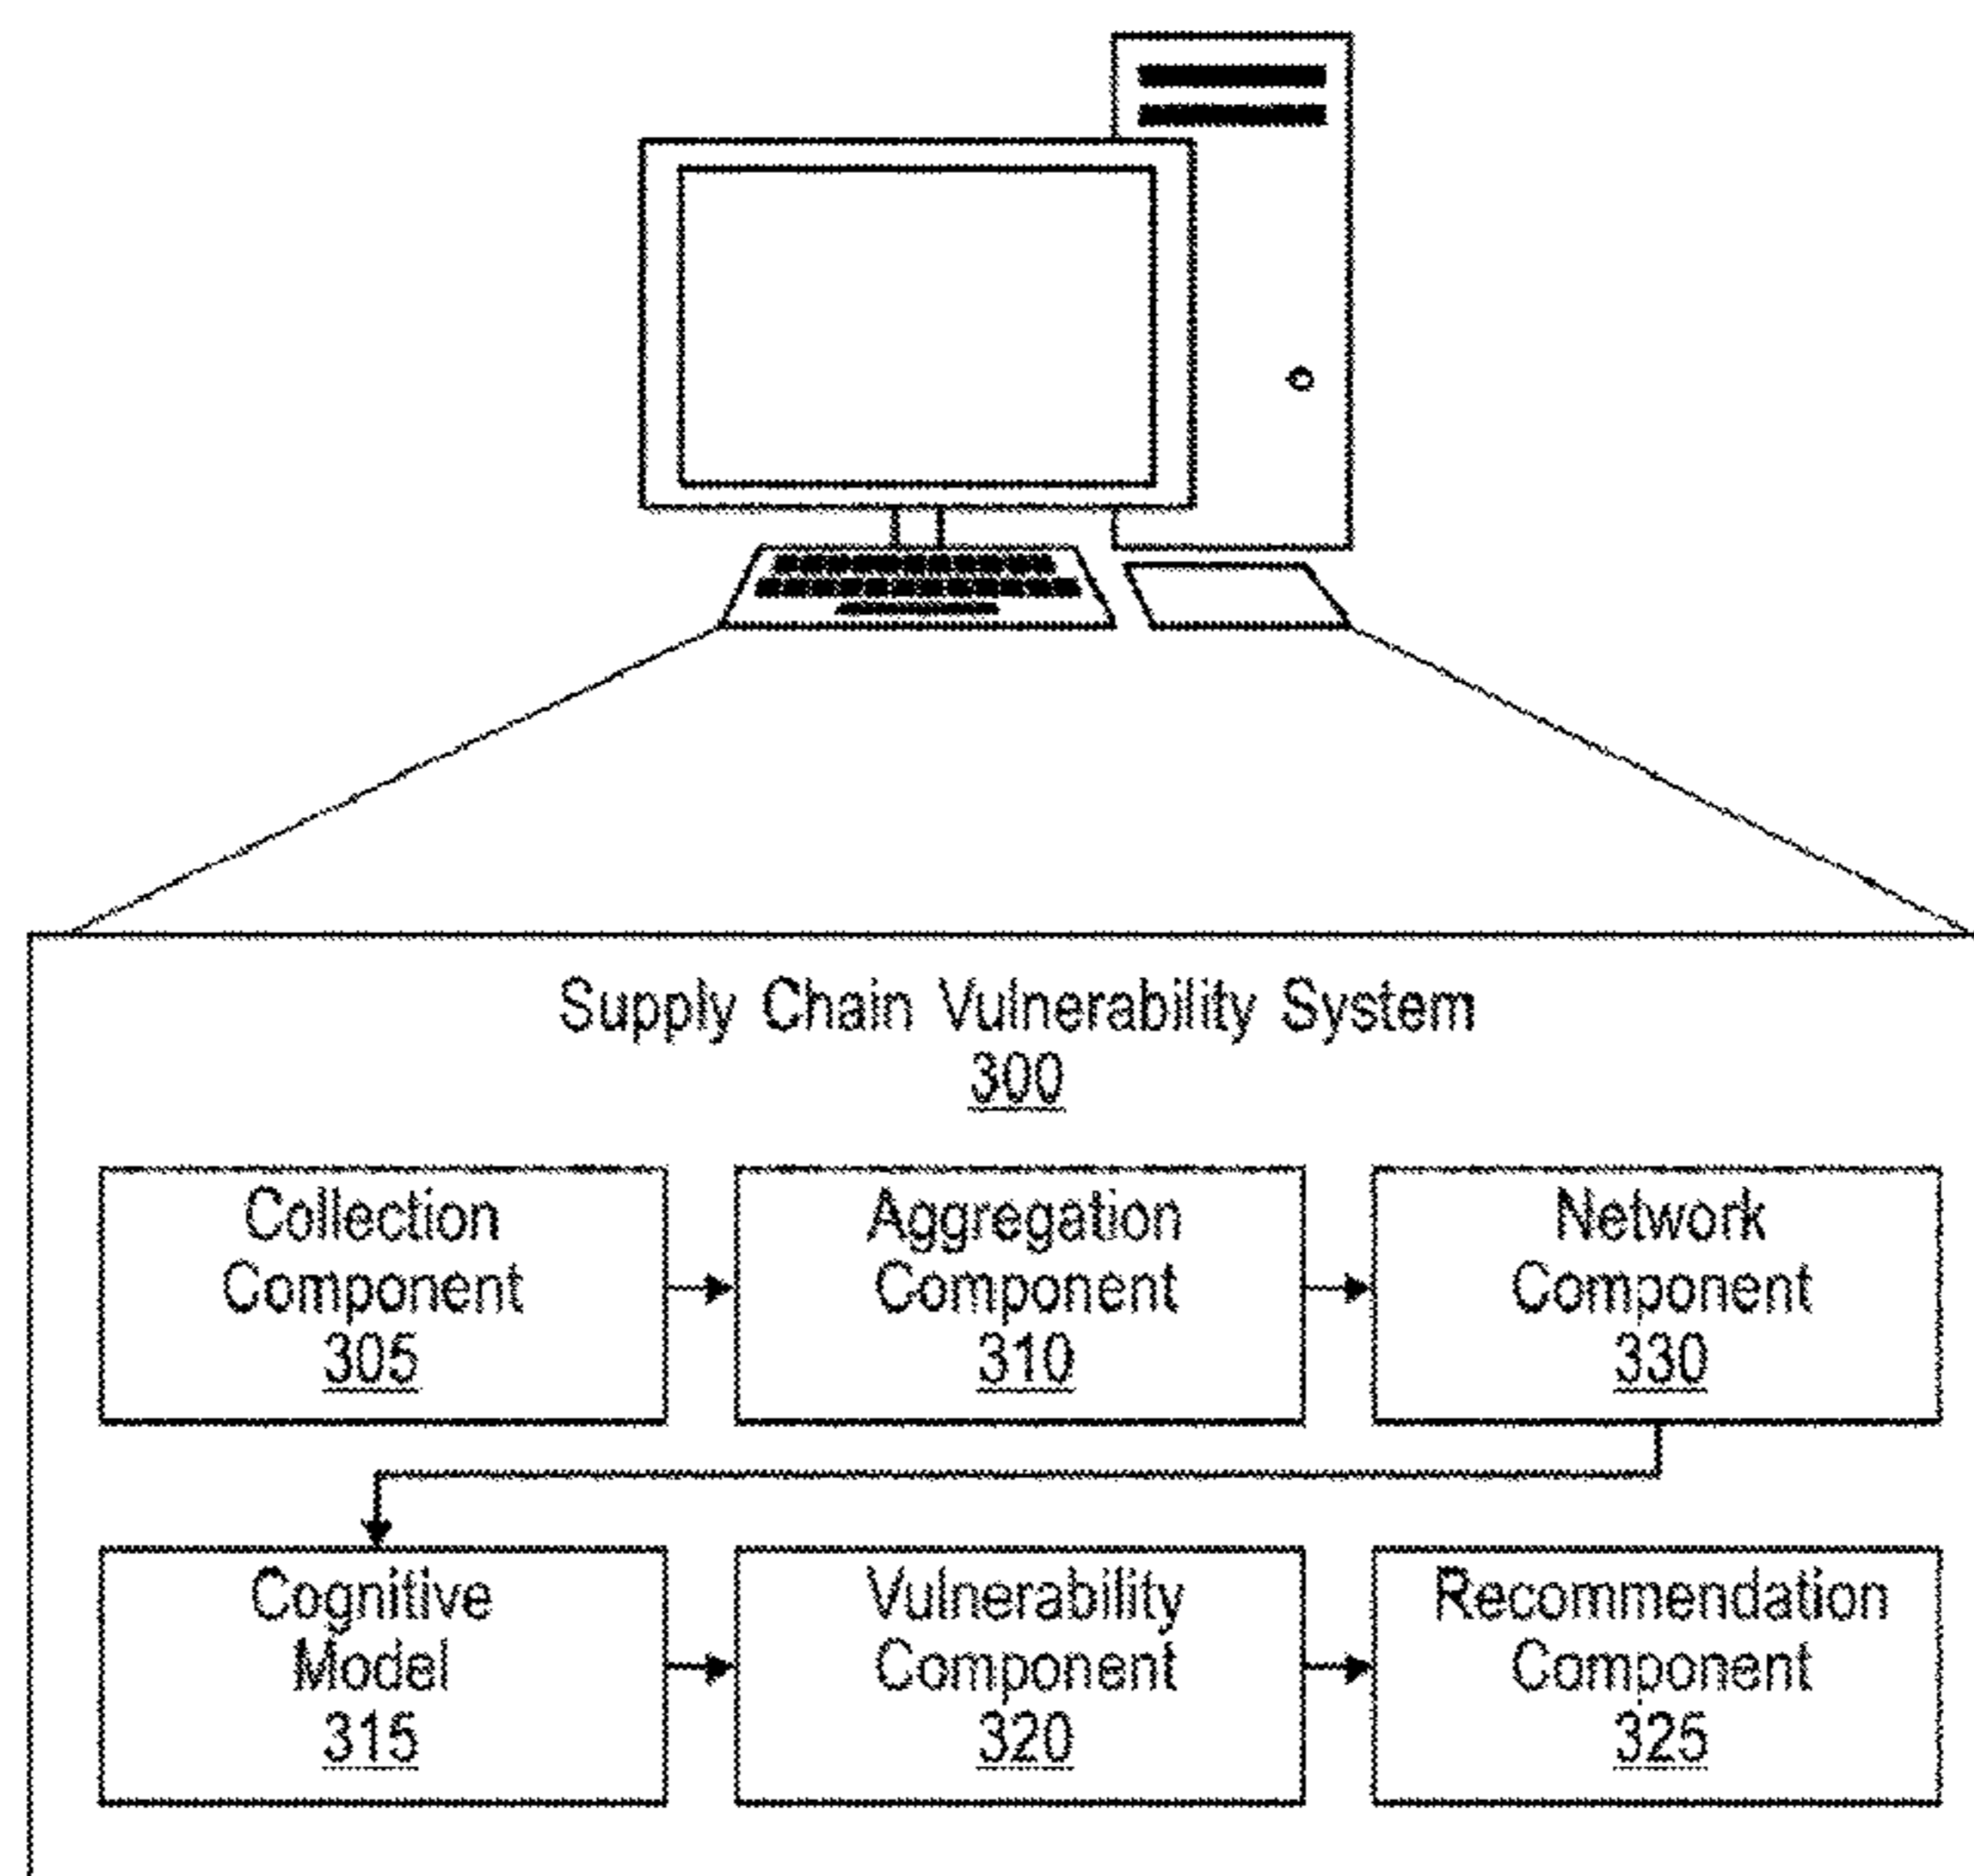 Supply Chain Vulnerability System
300
Collection
Component
305
Aggregation
Component
310
Network
Component
330
Cognitive
Model
315
Vulnerability
Component
320
Recommendation
Component
325